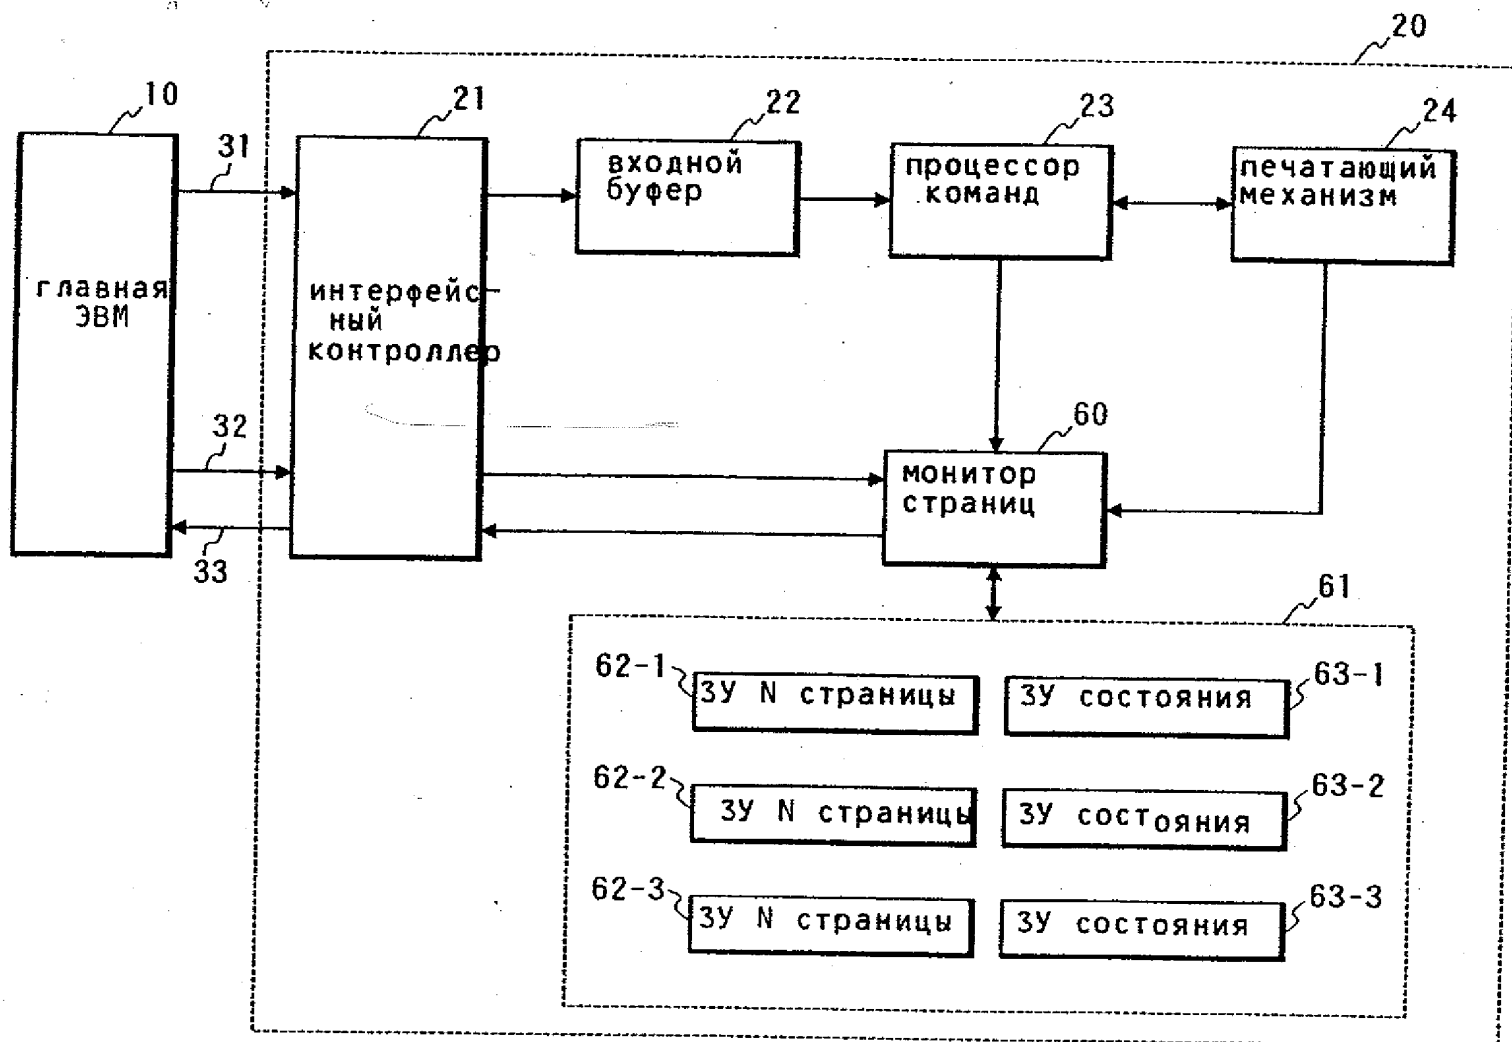 20
10
21
22
23
24
31
входной
буфер
процессор
команд
печатающий
механизм
главная
ЭВМ
интерфейс-
ный
контроллер
32
33
60
монитор
страниц
61
62-1
ЗУ N страницы
ЗУ состояния
63-1
62-2
ЗУ N страницы
ЗУ состояния
63-2
62-3
ЗУ N страницы
ЗУ состояния
63-3